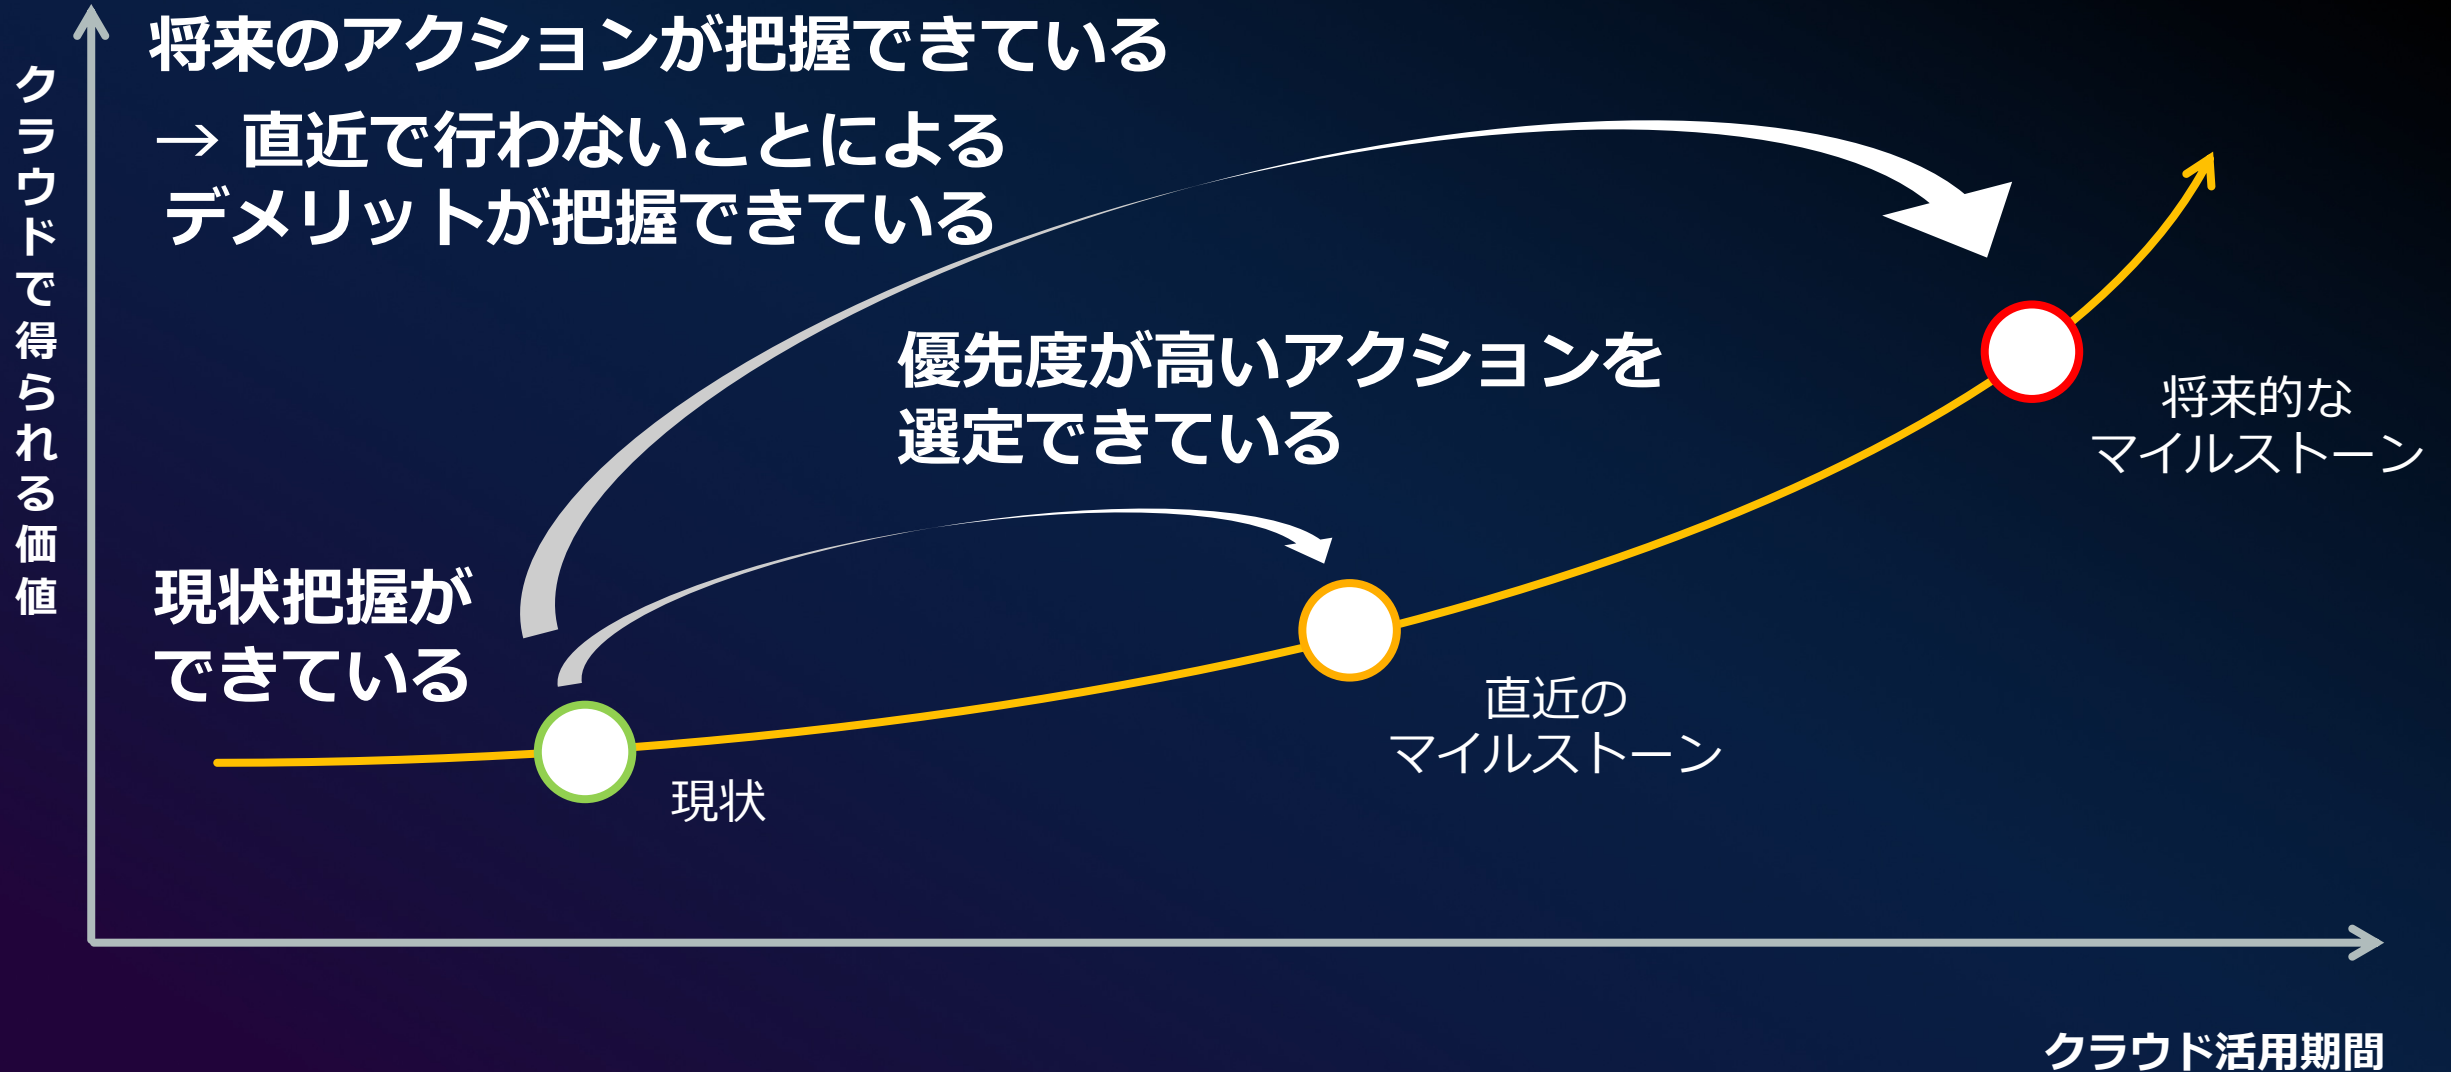 クラウドで得られる価値
将来のアクションが把握できている
→ 直近で行わないことによる
デメリットが把握できている
優先度が高いアクションを
選定できている
将来的な
マイルストーン
現状把握が
できている
直近の
マイルストーン
現状
クラウド活用期間